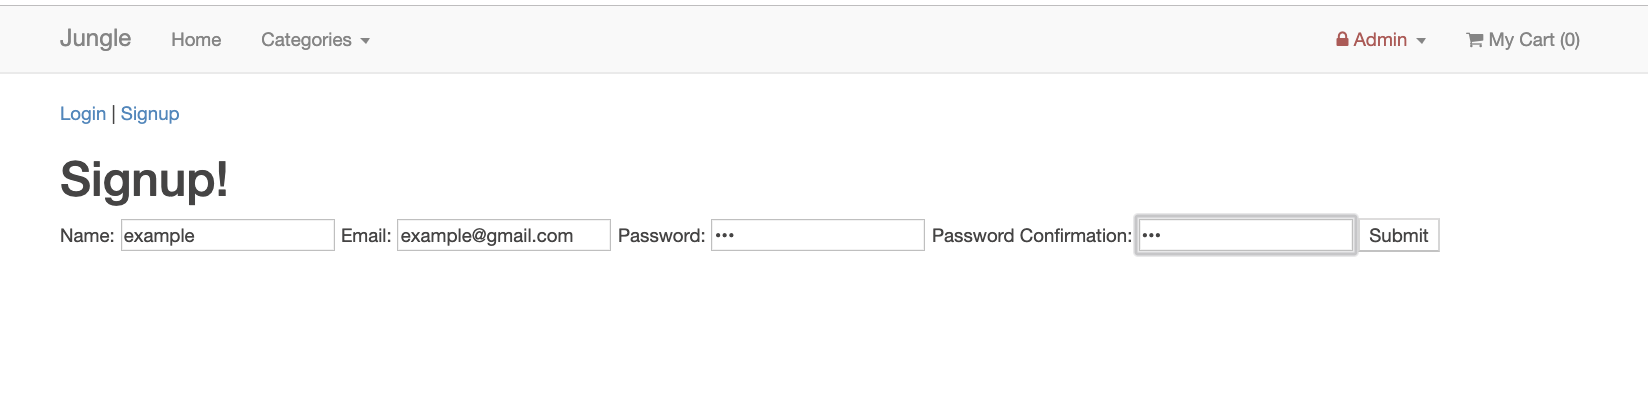 Jungle Home Categories Admin My Cart (0)
Login | Signup
Signup!
Name: example Email: example@gmail.com Password: ••• Password Confirmation: ••• Submit